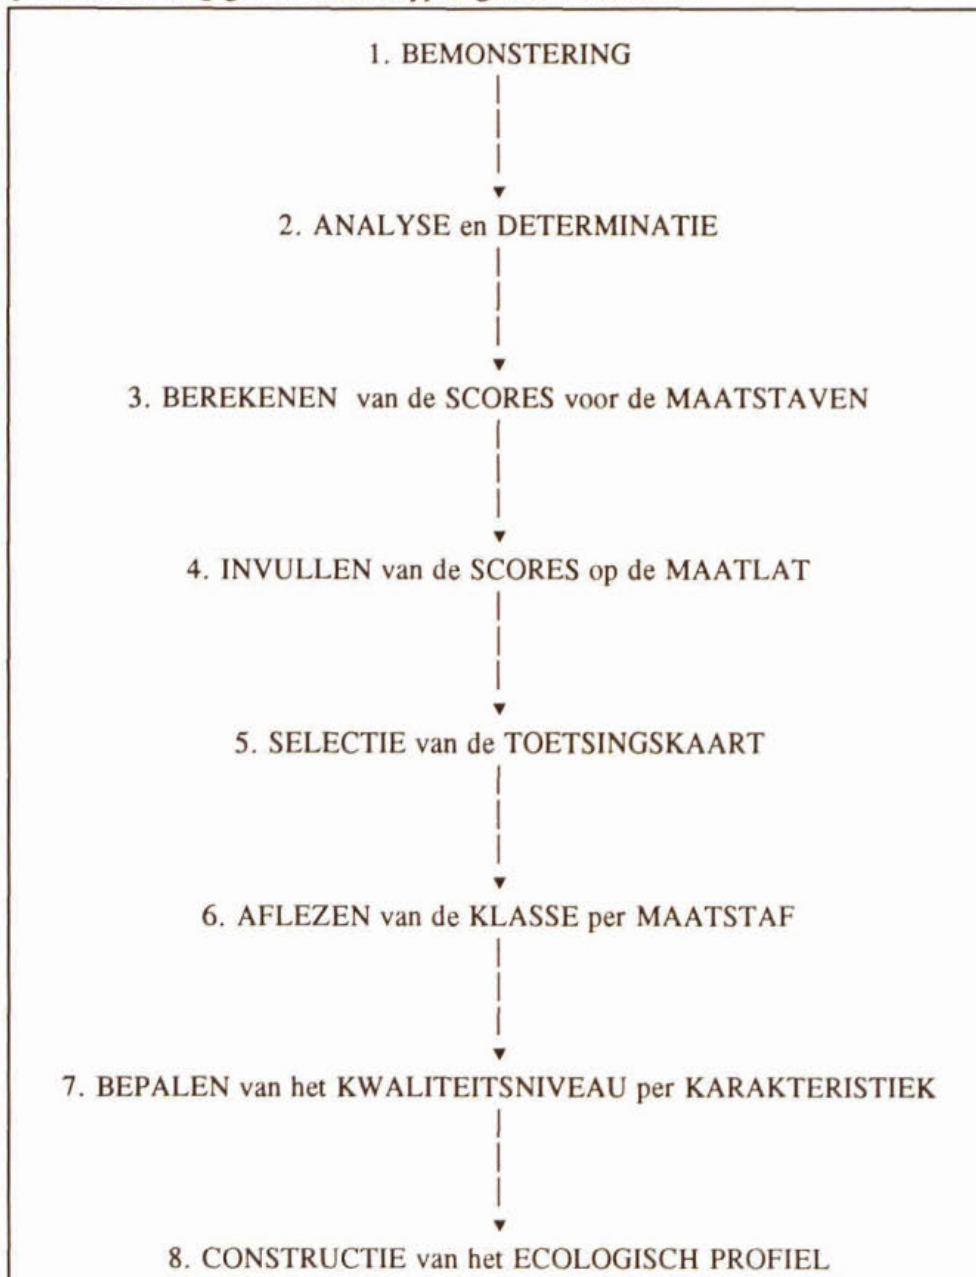 1. BEMONSTERING
2. ANALYSE en DETERMINATIE
3. BEREKENEN van de SCORES voor de MAATSTAVEN
4. INVULLEN van de SCORES op de MAATLAT
5. SELECTIE van de TOETSINGSKAART
6. AFLEZEN van de KLASSE per MAATSTAF
7. BEPALEN van het KWALITEITSNIVEAU per KARAKTERISTIEK
8. CONSTRUCTIE van het ECOLOGISCH PROFIEL